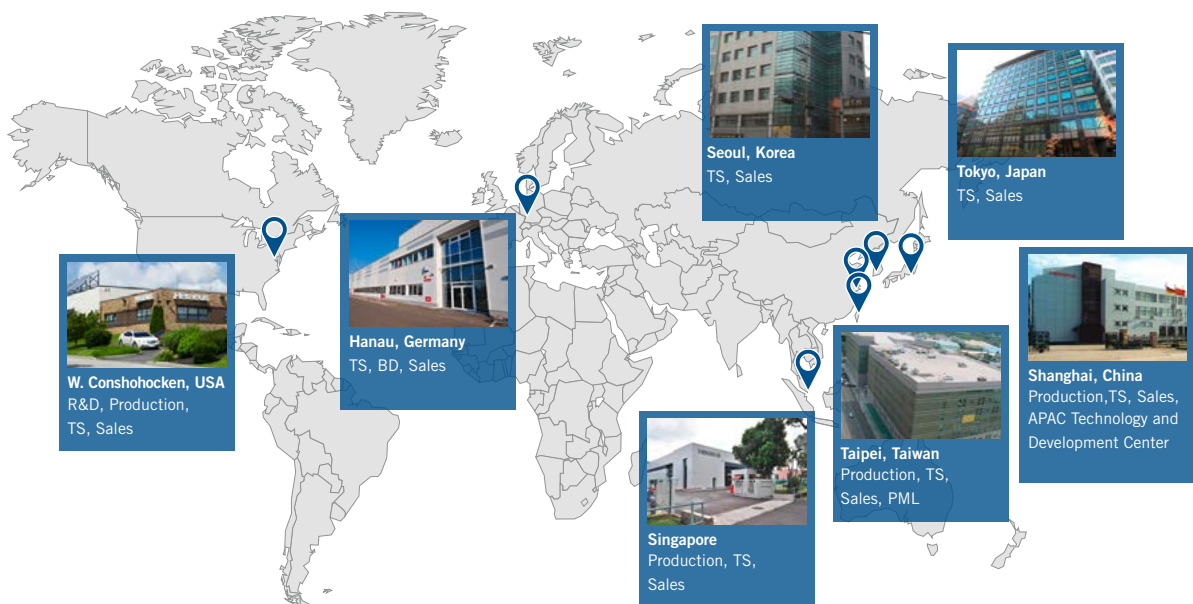 Seoul, Korea
TS, Sales
Tokyo, Japan
TS, Sales
W. Conshohocken, USA
R&D, Production,
TS, Sales
Hanau, Germany
TS, BD, Sales
Shanghai, China
Production,TS, Sales,
APAC Technology and
Development Center
Taipei, Taiwan
Production, TS,
Sales, PML
Singapore
Production, TS,
Sales